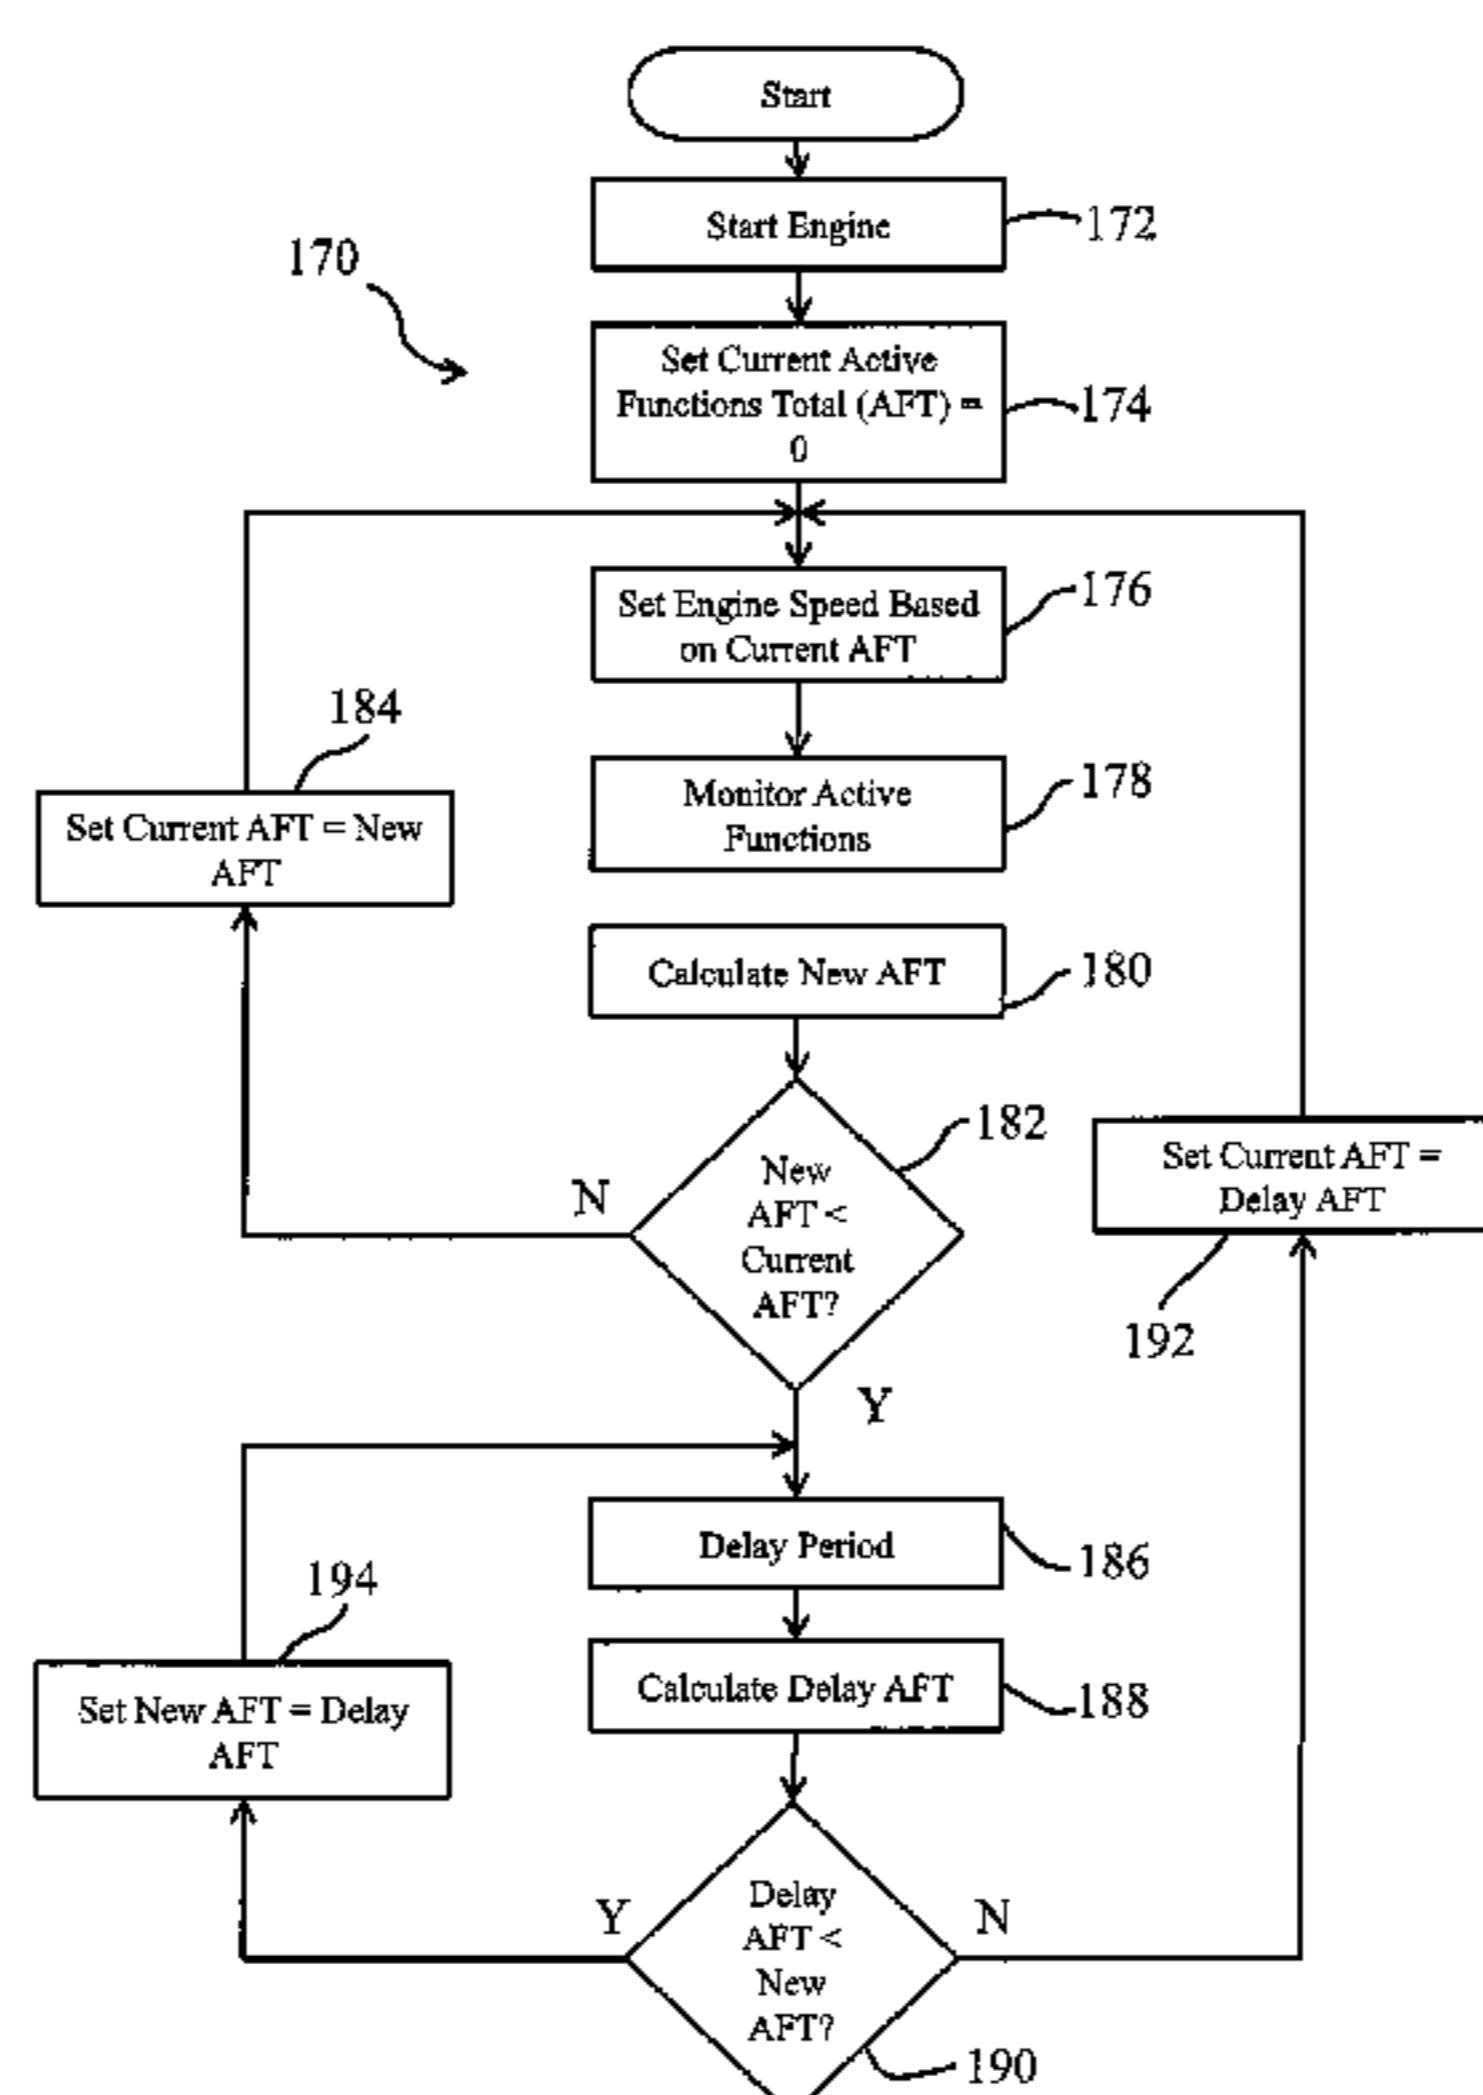 Start
Start Engine
172
170
Set Current Active
Functions Total (AFT) =
0
174
Set Engine Speed Based
on Current AFT
176
184
Set Current AFT = New
AFT
Monitor Active
Functions
178
Calculate New AFT
180
182
New
AFT <
Current
AFT?
N
Y
Set Current AFT =
Delay AFT
192
Delay Period
186
194
Set New AFT = Delay
AFT
Calculate Delay AFT
188
Y
Delay
AFT <
New
AFT?
N
190